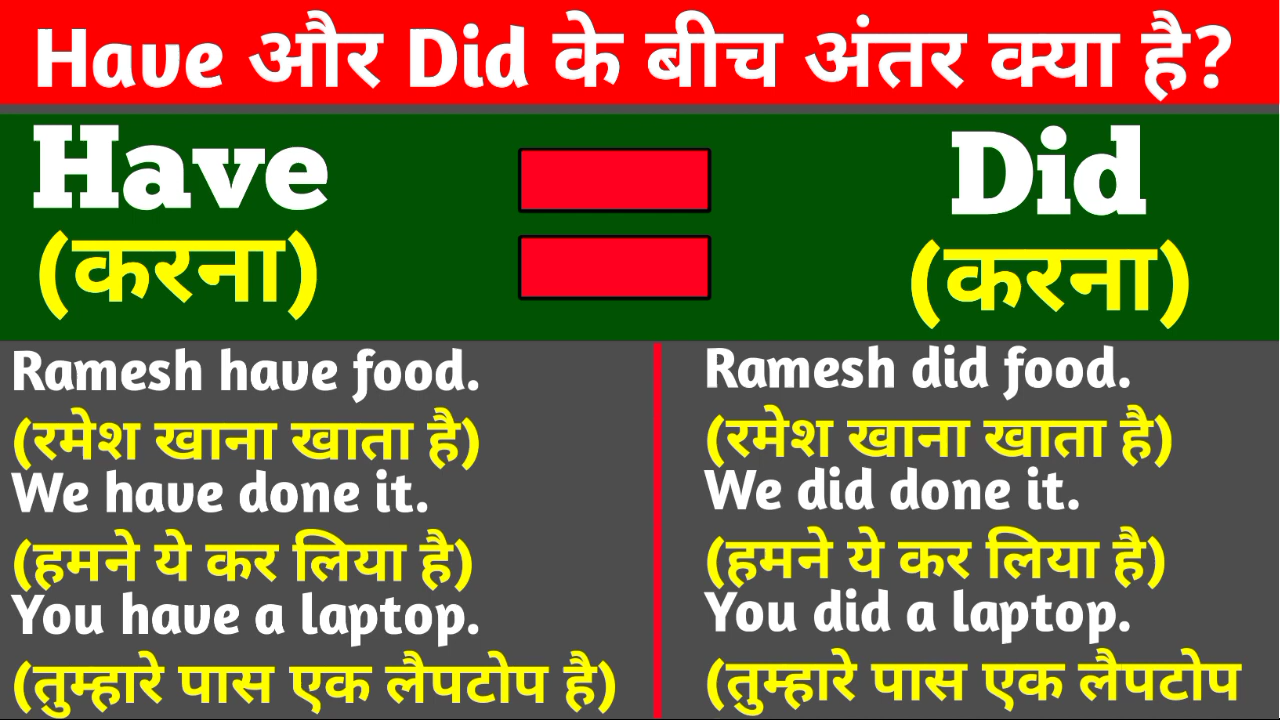 Have और Did के बीच अंतर क्या है?
Have
(करना)
Did
(करना)
Ramesh have food.
(रमेश खाना खाता है)
We have done it.
(हमने ये कर लिया है)
You have a laptop.
(तुम्हारे पास एक लैपटोप है)
Ramesh did food.
(रमेश खाना खाता है)
We did done it.
(हमने ये कर लिया है)
You did a laptop.
(तुम्हारे पास एक लैपटोप